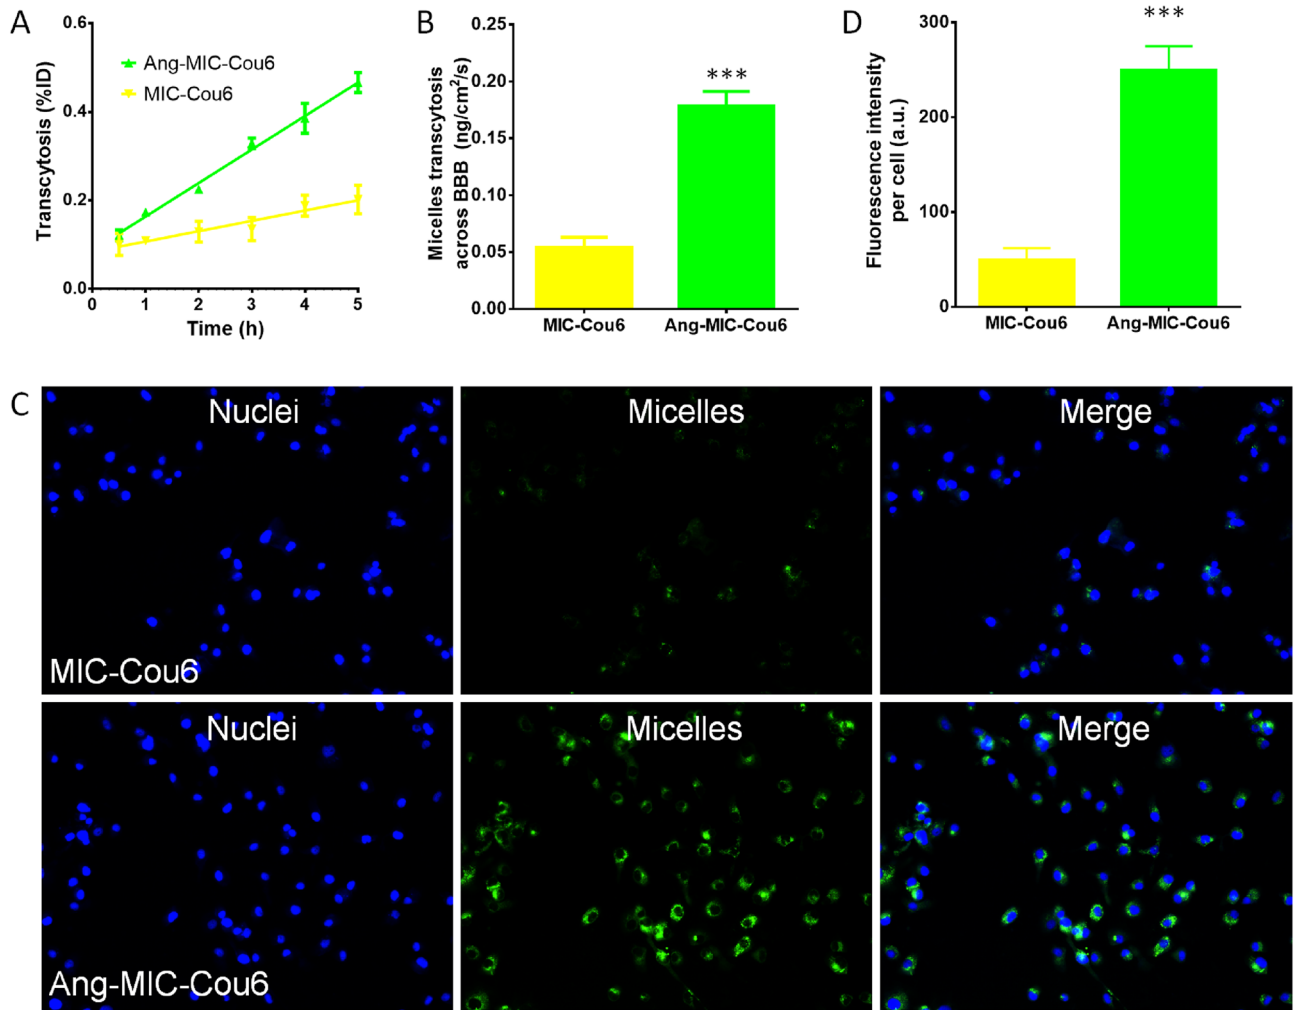 A
Transcytosis (%ID)
0.6
0.4
0.2
0.0
Ang-MIC-Cou6
MIC-Cou6
0 1 2 3 4 5
Time (h)
B
Micelles transcytosis
across BBB (ng/cm²/s)
0.25
0.20
0.15
0.10
0.05
0.00
***
MIC-Cou6 Ang-MIC-Cou6
D
Fluorescence intensity
per cell (a.u.)
300
200
100
0
***
MIC-Cou6 Ang-MIC-Cou6
C
Nuclei Micelles Merge
MIC-Cou6
Nuclei Micelles Merge
Ang-MIC-Cou6